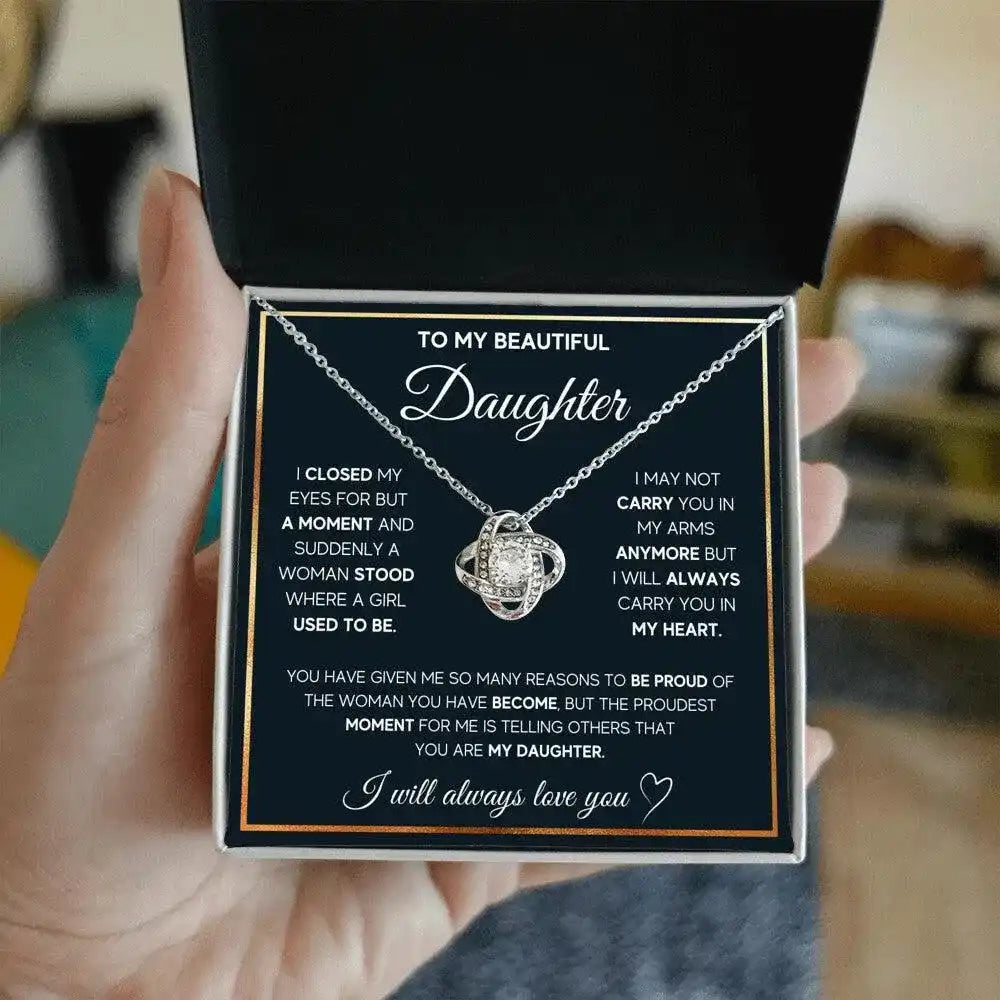 TO MY BEAUTIFUL
Daughter
I CLOSED MY
EYES FOR BUT
A MOMENT AND
SUDDENLY A
WOMAN STOOD
WHERE A GIRL
USED TO BE.
I MAY NOT
CARRY YOU IN
MY ARMS
ANYMORE BUT
I WILL ALWAYS
CARRY YOU IN
MY HEART.
YOU HAVE GIVEN ME SO MANY REASONS TO BE PROUD OF
THE WOMAN YOU HAVE BECOME, BUT THE PROUDEST
MOMENT FOR ME IS TELLING OTHERS THAT
YOU ARE MY DAUGHTER.
I will always love you